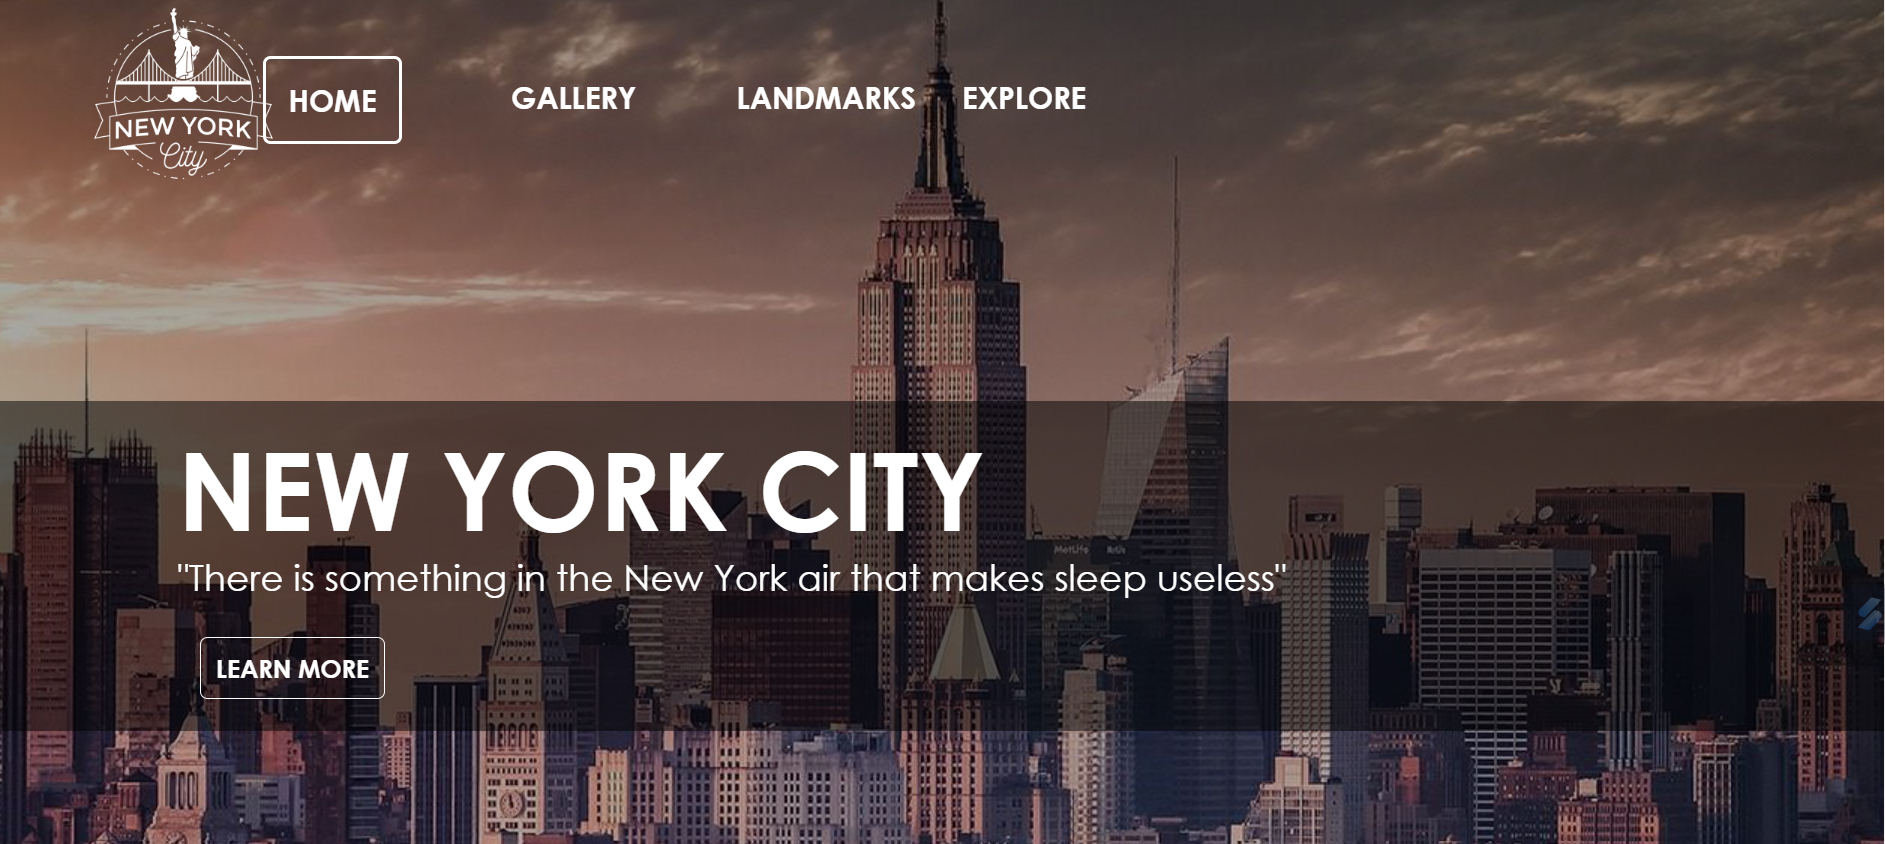 NEW YORK
City
HOME
GALLERY
LANDMARKS
EXPLORE
NEW YORK CITY
"There is something in the New York air that makes sleep useless"
MetLife
LEARN MORE